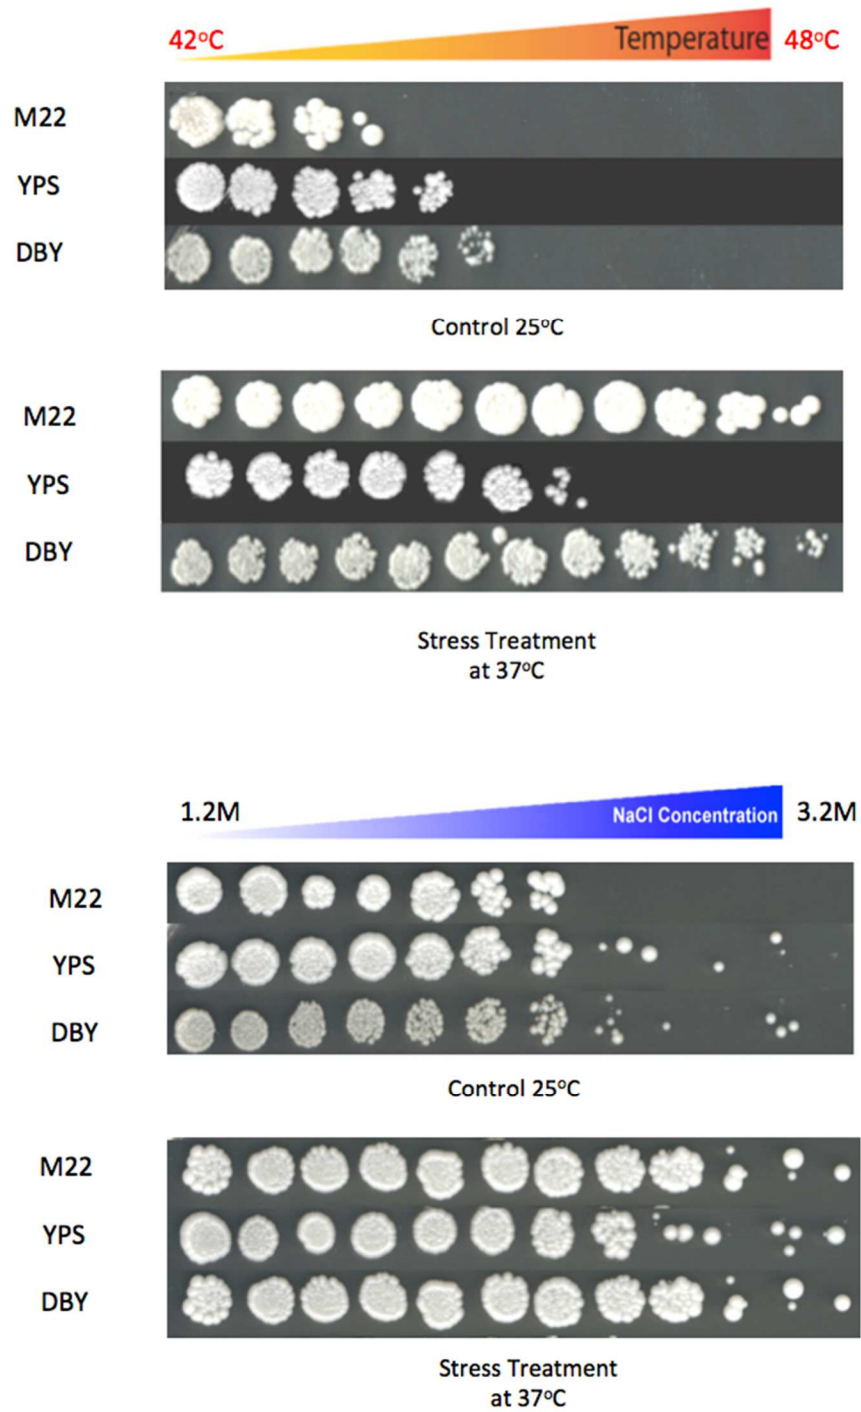 42°C Temperature 48°C
M22
YPS
DBY
Control 25°C
M22
YPS
DBY
Stress Treatment
at 37°C
1.2M NaCl Concentration 3.2M
M22
YPS
DBY
Control 25°C
M22
YPS
DBY
Stress Treatment
at 37°C